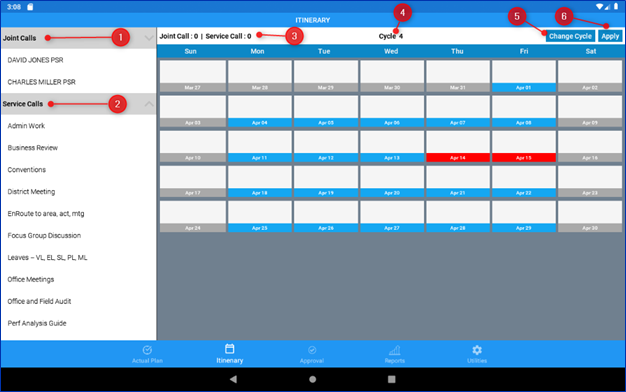 3:08
ITINERARY
Joint Calls
1
DAVID JONES PSR
CHARLES MILLER PSR
Service Calls
2
Admin Work
Business Review
Conventions
District Meeting
EnRoute to area, act, mtg
Focus Group Discussion
Leaves – VL, EL, SL, PL, ML
Office Meetings
Office and Field Audit
Perf Analysis Guide
Joint Call : 0 | Service Call : 0
3
Cycle 4
4
5
6
Change Cycle
Apply
Sun Mon Tue Wed Thu Fri Sat
Mar 27 Mar 28 Mar 29 Mar 30 Mar 31 Apr 01 Apr 02
Apr 03 Apr 04 Apr 05 Apr 06 Apr 07 Apr 08 Apr 09
Apr 10 Apr 11 Apr 12 Apr 13 Apr 14 Apr 15 Apr 16
Apr 17 Apr 18 Apr 19 Apr 20 Apr 21 Apr 22 Apr 23
Apr 24 Apr 25 Apr 26 Apr 27 Apr 28 Apr 29 Apr 30
Actual Plan Itinerary Approval Reports Utilities